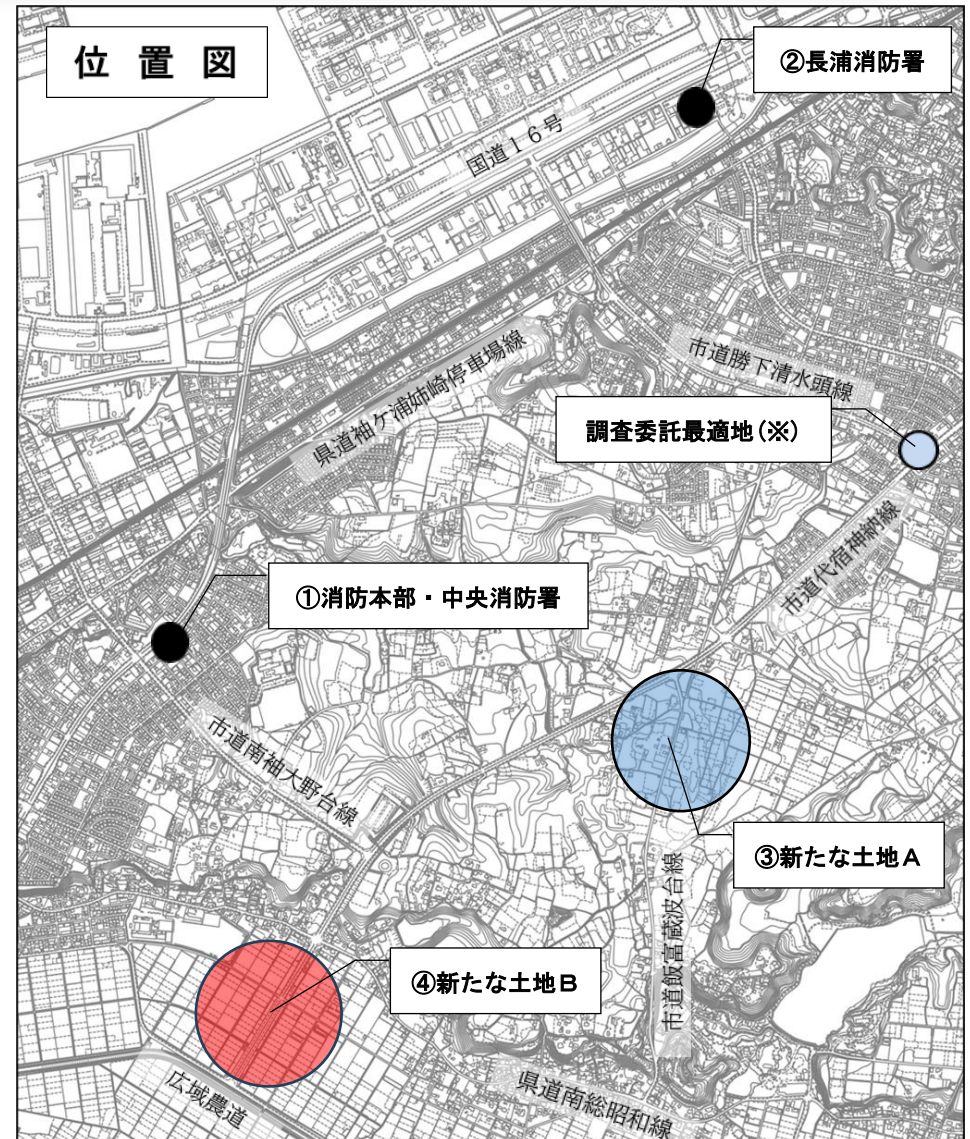 位置図
②長浦消防署
国道16号
市道勝下清水頭線
県道袖ケ浦姉崎停車場線
調査委託最適地(※)
市道代宿神納線
①消防本部・中央消防署
市道南袖大野台線
③新たな土地A
市道飯富蔵波台線
④新たな土地B
広域農道
県道南総昭和線